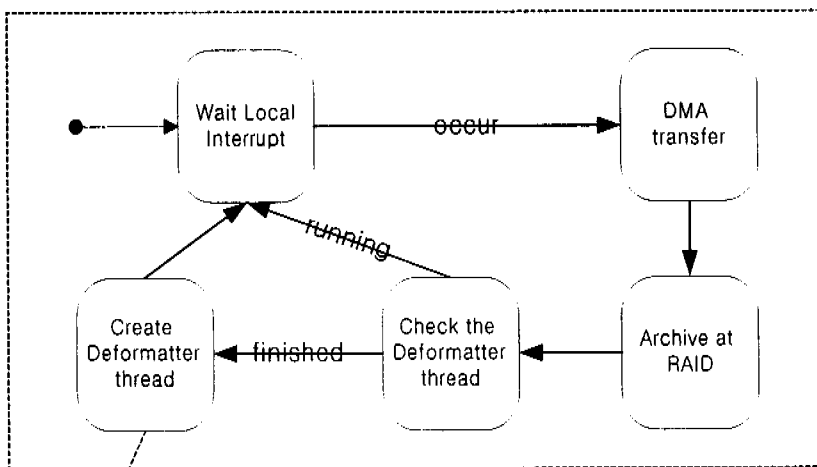 Wait Local
Interrupt
occur
DMA
transfer
running
Create
Deformatter
thread
finished
Check the
Deformatter
thread
Archive at
RAID